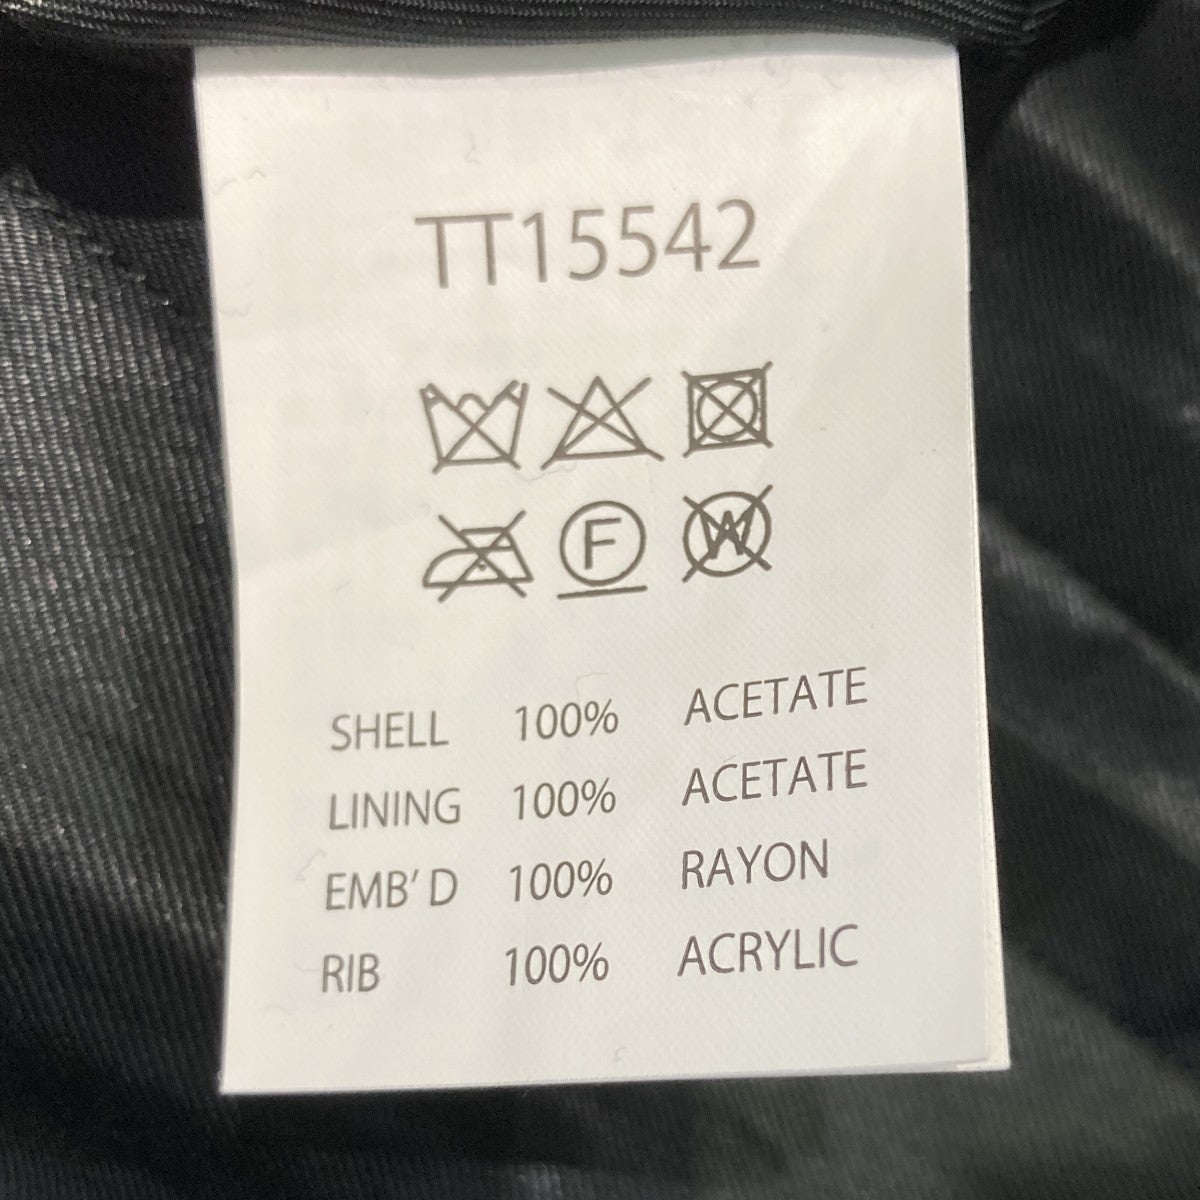 TT15542
F W
SHELL 100% ACETATE
LINING 100% ACETATE
EMB'D 100% RAYON
RIB 100% ACRYLIC